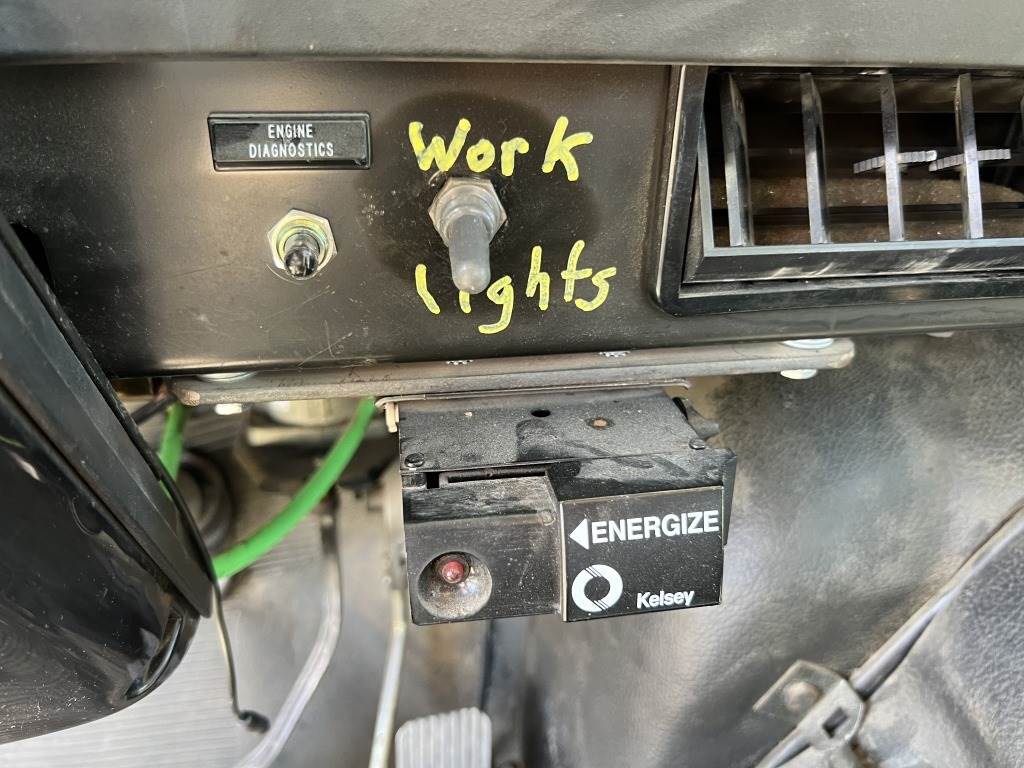 ENGINE
DIAGNOSTICS
Work
lights
ENERGIZE
Kelsey